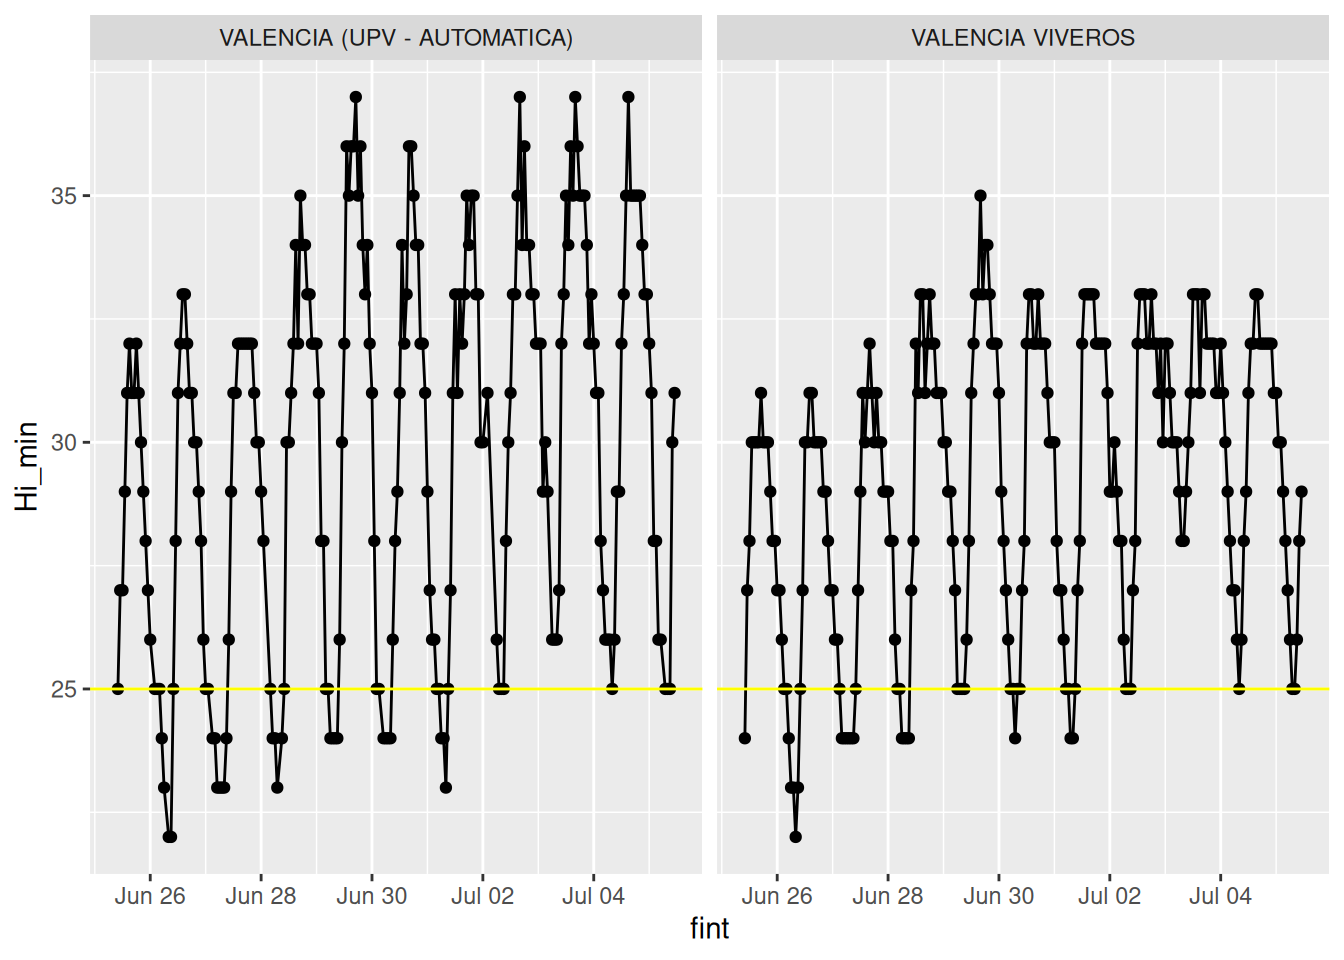 VALENCIA (UPV - AUTOMATICA)
VALENCIA VIVEROS
Hi_min
35
30
25
Jun 26
Jun 28
Jun 30
Jul 02
Jul 04
Jun 26
Jun 28
Jun 30
Jul 02
Jul 04
fint